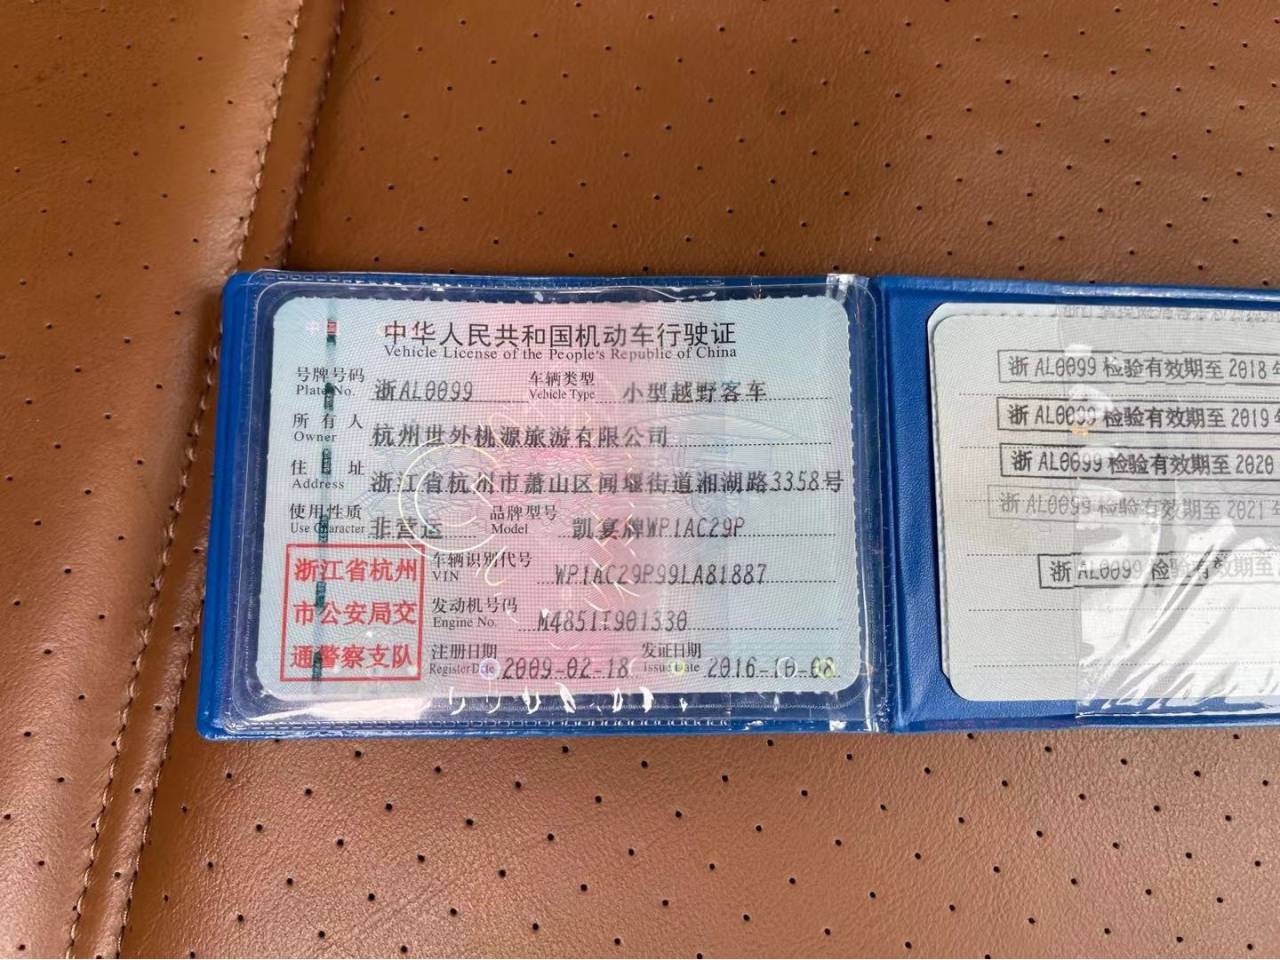 中华人民共和国机动车行驶证
Vehicle License of the People's Republic of China
号牌号码 浙AL0099 车辆类型 小型越野客车
Plate No. Vehicle Type
所有人 杭州世外桃源旅游有限公司
Owner
住址 浙江省杭州市萧山区闻堰街道湘湖路3358号
Address
使用性质 非营运 品牌型号 凯宴牌WP1AC29P
Use Character Model
浙江省杭州
市公安局交
通警察支队
车辆识别代号 WP1AC29P99LA81887
VIN
发动机号码 M4851T901330
Engine No.
注册日期 2009-02-18 发证日期 2016-10-08
Register Date Issue Date
浙AL0099 检验有效期至 2018年
浙AL0099 检验有效期至 2019
浙AL0099 检验有效期至 2020
浙AL0099 检验有效期至 2021年
浙AL0099 检验有效期至